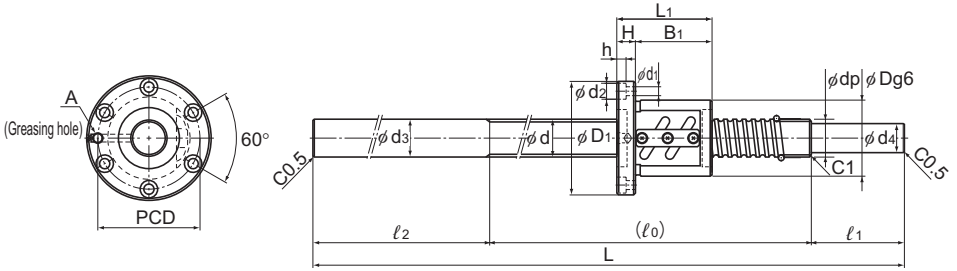 A
(Greasing hole)
60°
PCD
L1
H
B1
h
φd1
φd2
φdp
φDg6
φd3
φd
φD1
φd4
C0.5
C1
C0.5
ℓ2
(ℓ0)
ℓ1
L